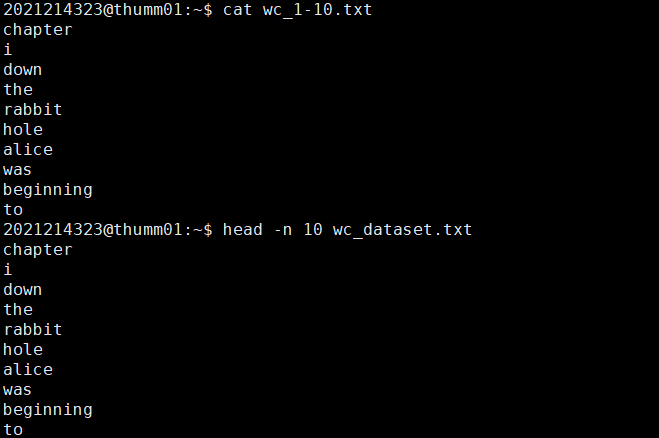 2021214323@thumm01:~$ cat wc_1-10.txt
chapter
i
down
the
rabbit
hole
alice
was
beginning
to
2021214323@thumm01:~$ head -n 10 wc_dataset.txt
chapter
i
down
the
rabbit
hole
alice
was
beginning
to